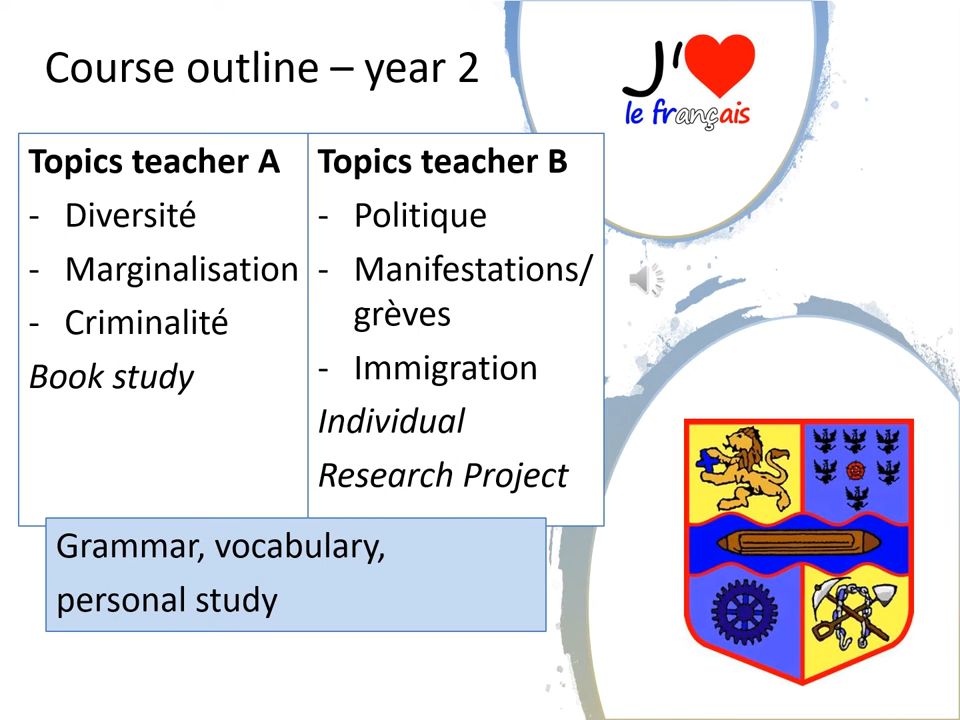 Course outline – year 2
J'
le français
Topics teacher A
- Diversité
- Marginalisation
- Criminalité
Book study
Topics teacher B
- Politique
- Manifestations/
grèves
- Immigration
Individual
Research Project
Grammar, vocabulary,
personal study